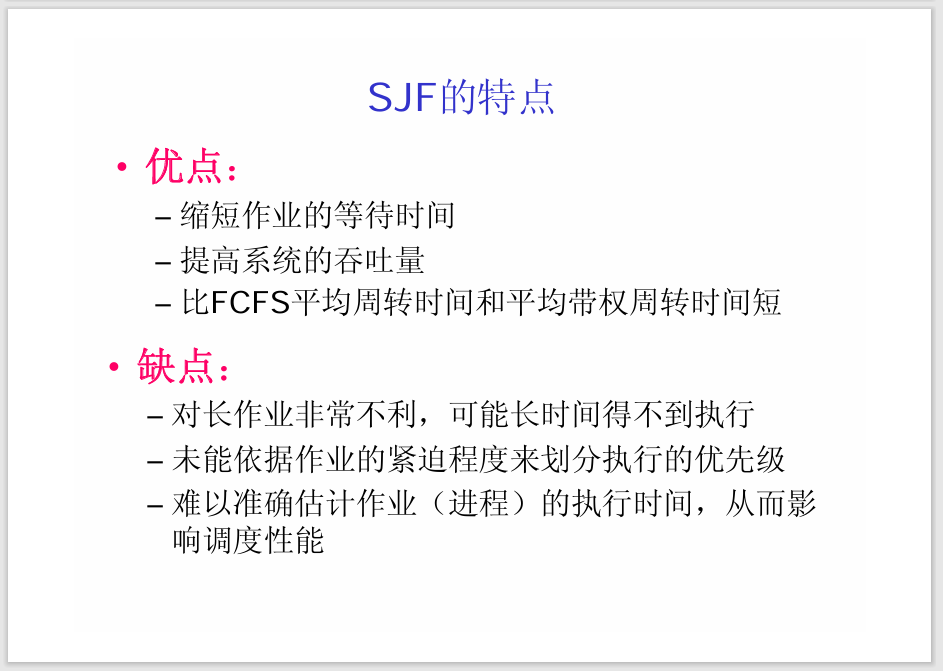 SJF的特点
• 优点：
– 缩短作业的等待时间
– 提高系统的吞吐量
– 比FCFS平均周转时间和平均带权周转时间短
• 缺点：
– 对长作业非常不利，可能长时间得不到执行
– 未能依据作业的紧迫程度来划分执行的优先级
– 难以准确估计作业（进程）的执行时间，从而影
响调度性能